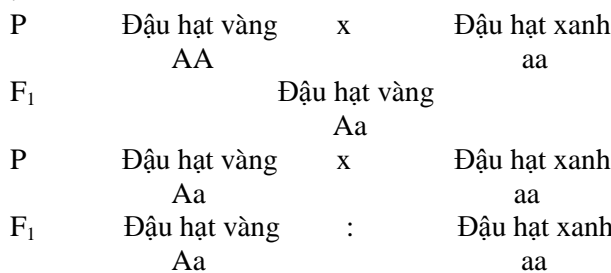 P Đậu hạt vàng x Đậu hạt xanh
AA aa
F₁ Đậu hạt vàng
Aa
P Đậu hạt vàng x Đậu hạt xanh
Aa aa
F₁ Đậu hạt vàng : Đậu hạt xanh
Aa aa